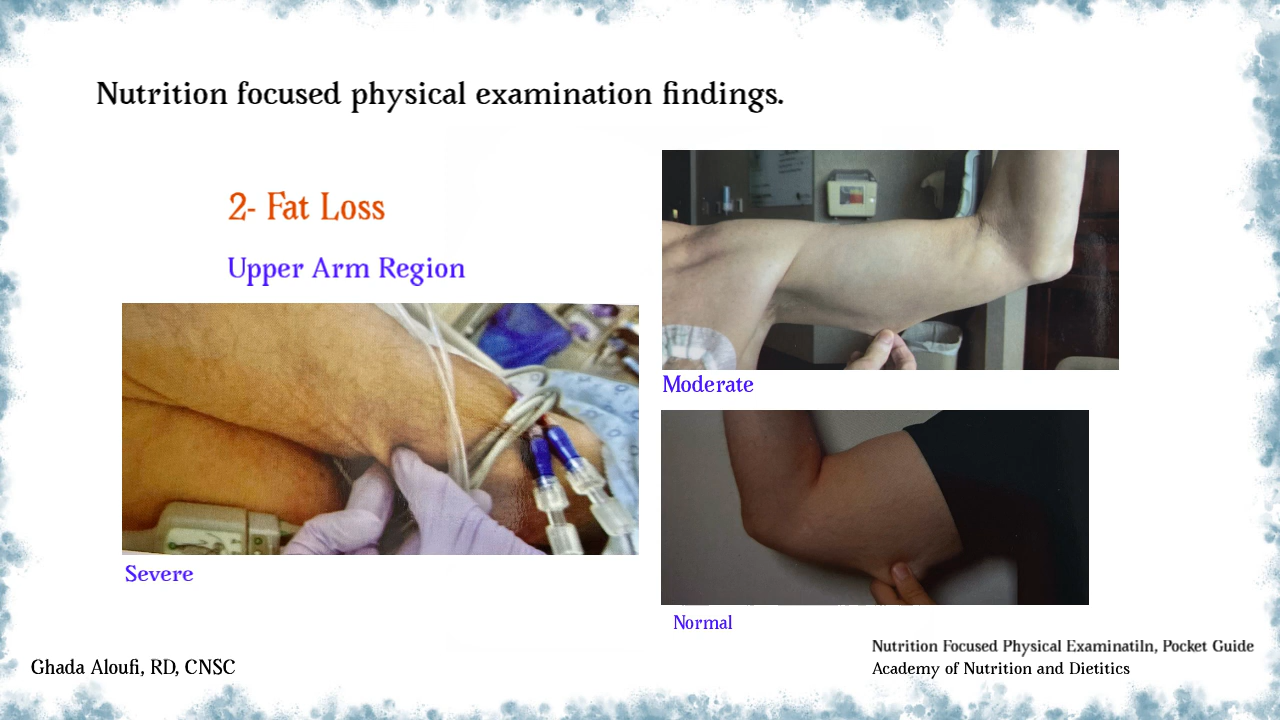 Nutrition focused physical examination findings.
2- Fat Loss
Upper Arm Region
Moderate
Severe
Normal
Nutrition Focused Physical Examinatiln, Pocket Guide
Academy of Nutrition and Dietitics
Ghada Aloufi, RD, CNSC